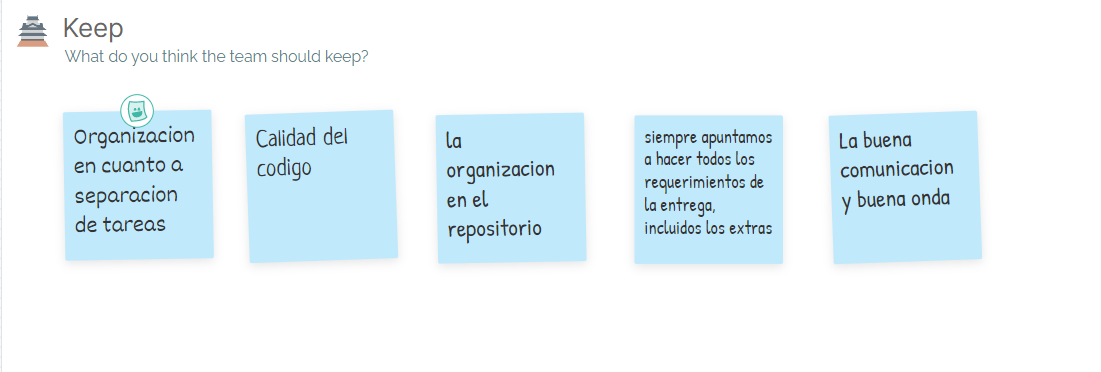 Keep
What do you think the team should keep?
Organizacion
en cuanto a
separacion
de tareas
Calidad del
codigo
la
organizacion
en el
repositorio
siempre apuntamos
a hacer todos los
requerimientos de
la entrega,
incluidos los extras
La buena
comunicacion
y buena onda